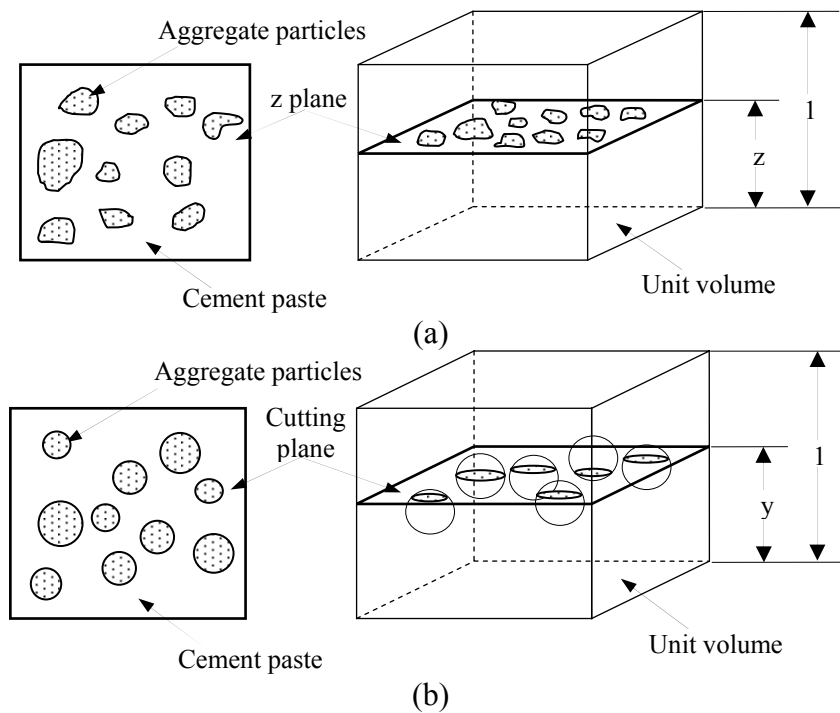 Aggregate particles
z plane
1
z
Cement paste
Unit volume
(a)
Aggregate particles
Cutting
plane
1
y
Unit volume
Cement paste
(b)